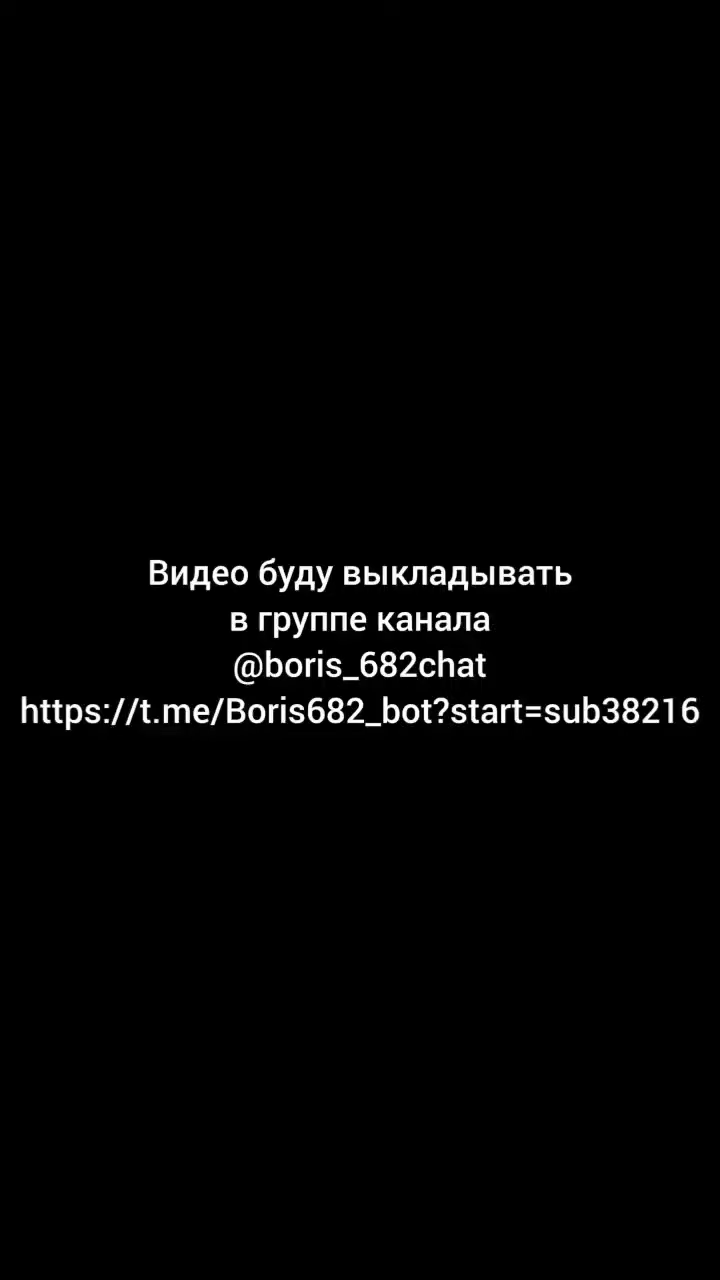 Видео буду выкладывать
в группе канала
@boris_682chat
https://t.me/Boris682_bot?start=sub38216